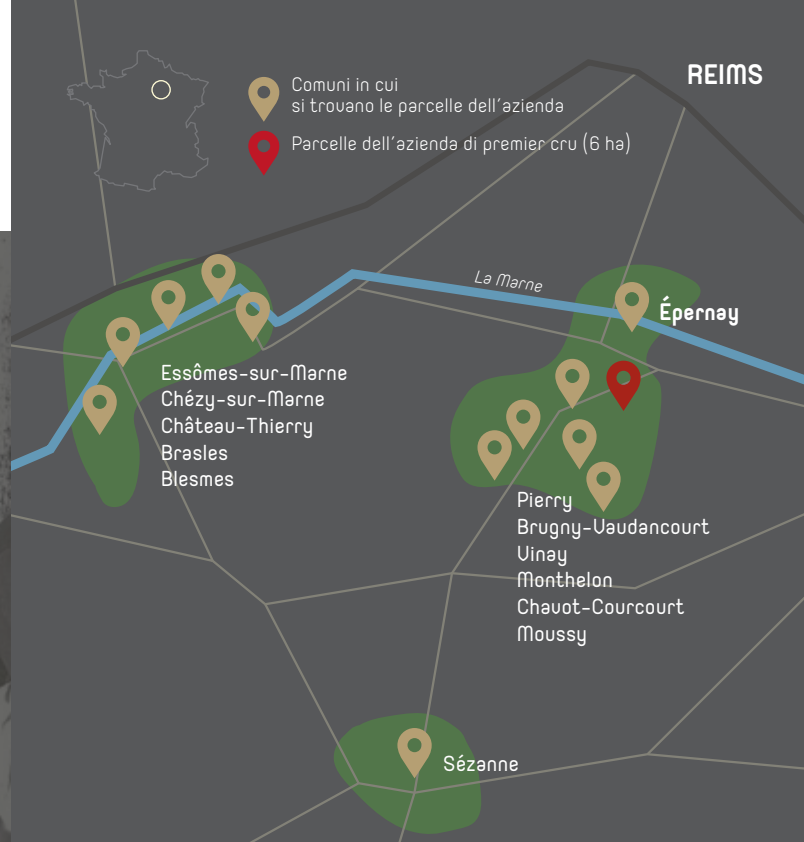 REIMS
Comuni in cui
si trovano le parcelle dell'azienda
Parcelle dell'azienda di premier cru (6 ha)
La Marne
Épernay
Essômes-sur-Marne
Chézy-sur-Marne
Château-Thierry
Brasles
Blesmes
Pierry
Brugny-Vaudancourt
Vinay
Monthelon
Chavot-Courcourt
Moussy
Sézanne